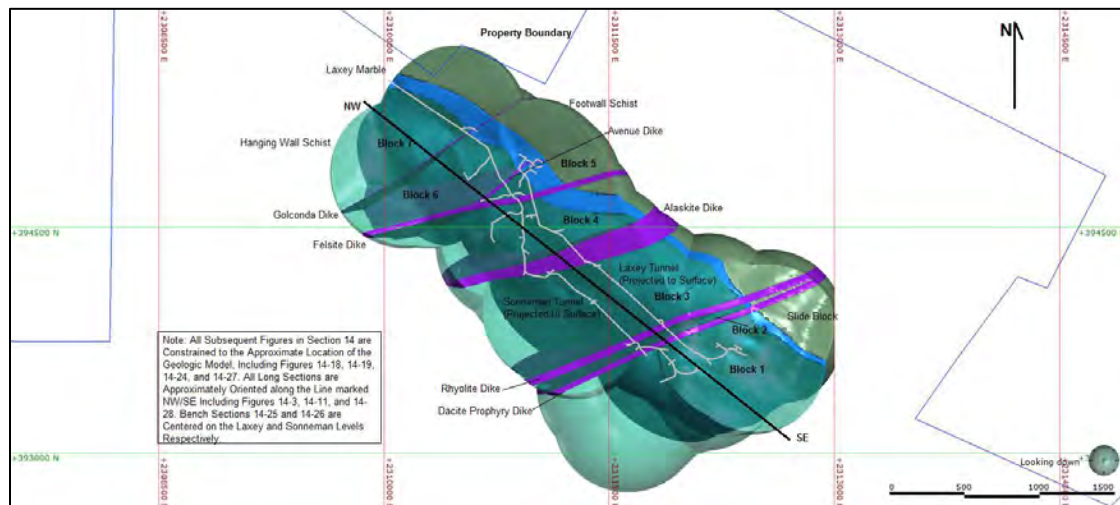 +2308500 E
+2310000 E
+2311500 E
+2313000 E
+2314500 E
Property Boundary
N
Laxey Marble
NW
Footwall Schist
Avenue Dike
Hanging Wall Schist
Block 7
Block 5
Block 6
Golconda Dike
Block 4
Alaskite Dike
+394500 N
+394500
Felsite Dike
Laxey Tunnel
(Projected to Surface)
Block 3
Sonneman Tunnel
(Projected to Surface)
Slide Block
Block 2
Block 1
Note: All Subsequent Figures in Section 14 are
Constrained to the Approximate Location of the
Geologic Model, Including Figures 14-18, 14-19,
14-24, and 14-27. All Long Sections are
Approximately Oriented along the Line marked
NW/SE Including Figures 14-3, 14-11, and 14-
28. Bench Sections 14-25 and 14-26 are
Centered on the Laxey and Sonneman Levels
Respectively.
Rhyolite Dike
Dacite Prophyry Dike
SE
+393000 N
Looking down
0 500 1000 1500